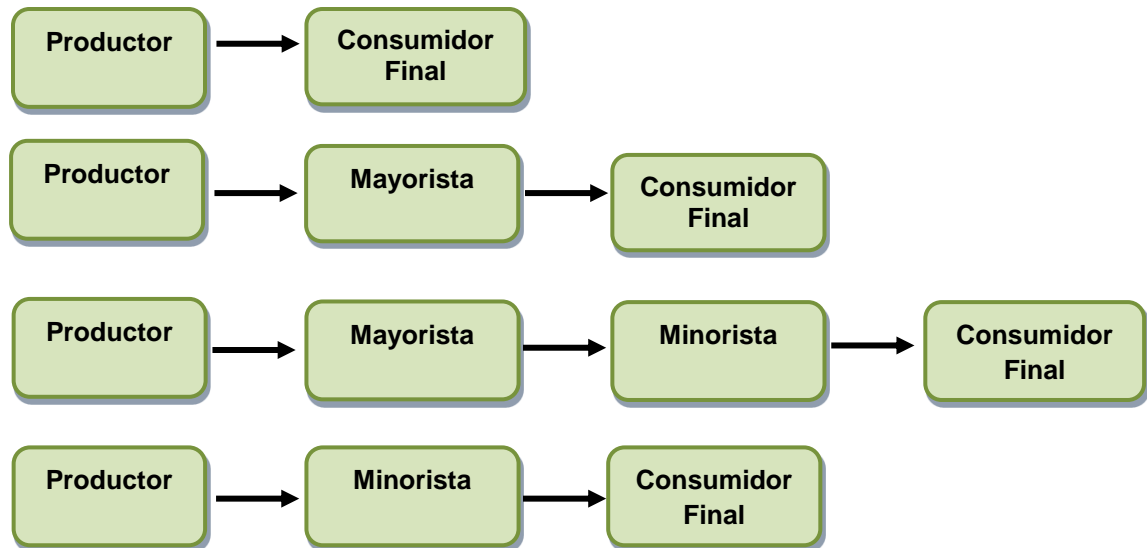 Productor
Consumidor
Final
Productor
Mayorista
Consumidor
Final
Productor
Mayorista
Minorista
Consumidor
Final
Productor
Minorista
Consumidor
Final